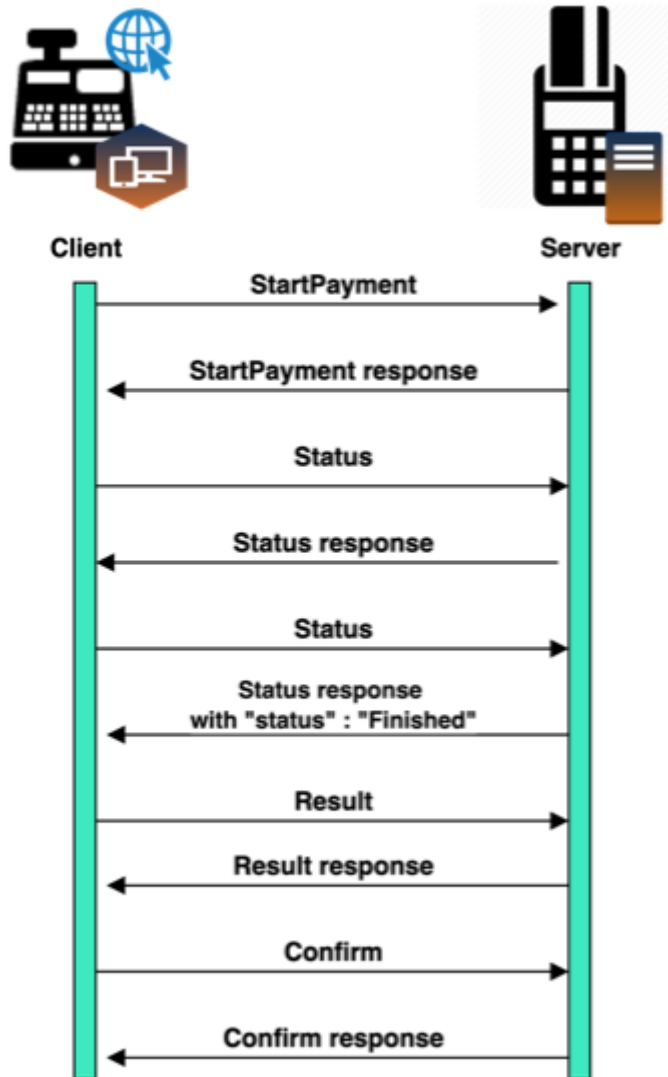 Client
Server
StartPayment
StartPayment response
Status
Status response
Status
Status response
with "status" : "Finished"
Result
Result response
Confirm
Confirm response